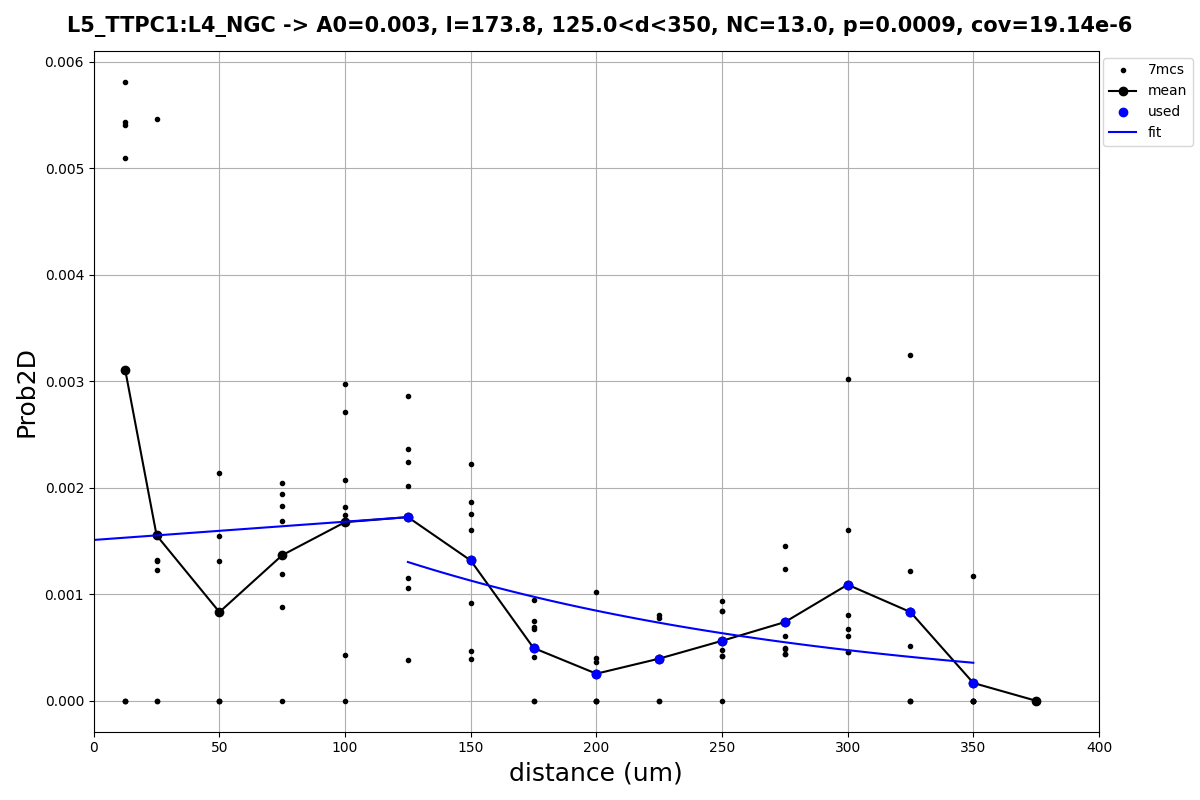 L5_TTPC1:L4_NGC -> A0=0.003, l=173.8, 125.0<d<350, NC=13.0, p=0.0009, cov=19.14e-6
7mcs
mean
used
fit
Prob2D
0.006
0.005
0.004
0.003
0.002
0.001
0.000
0
50
100
150
200
250
300
350
400
distance (um)